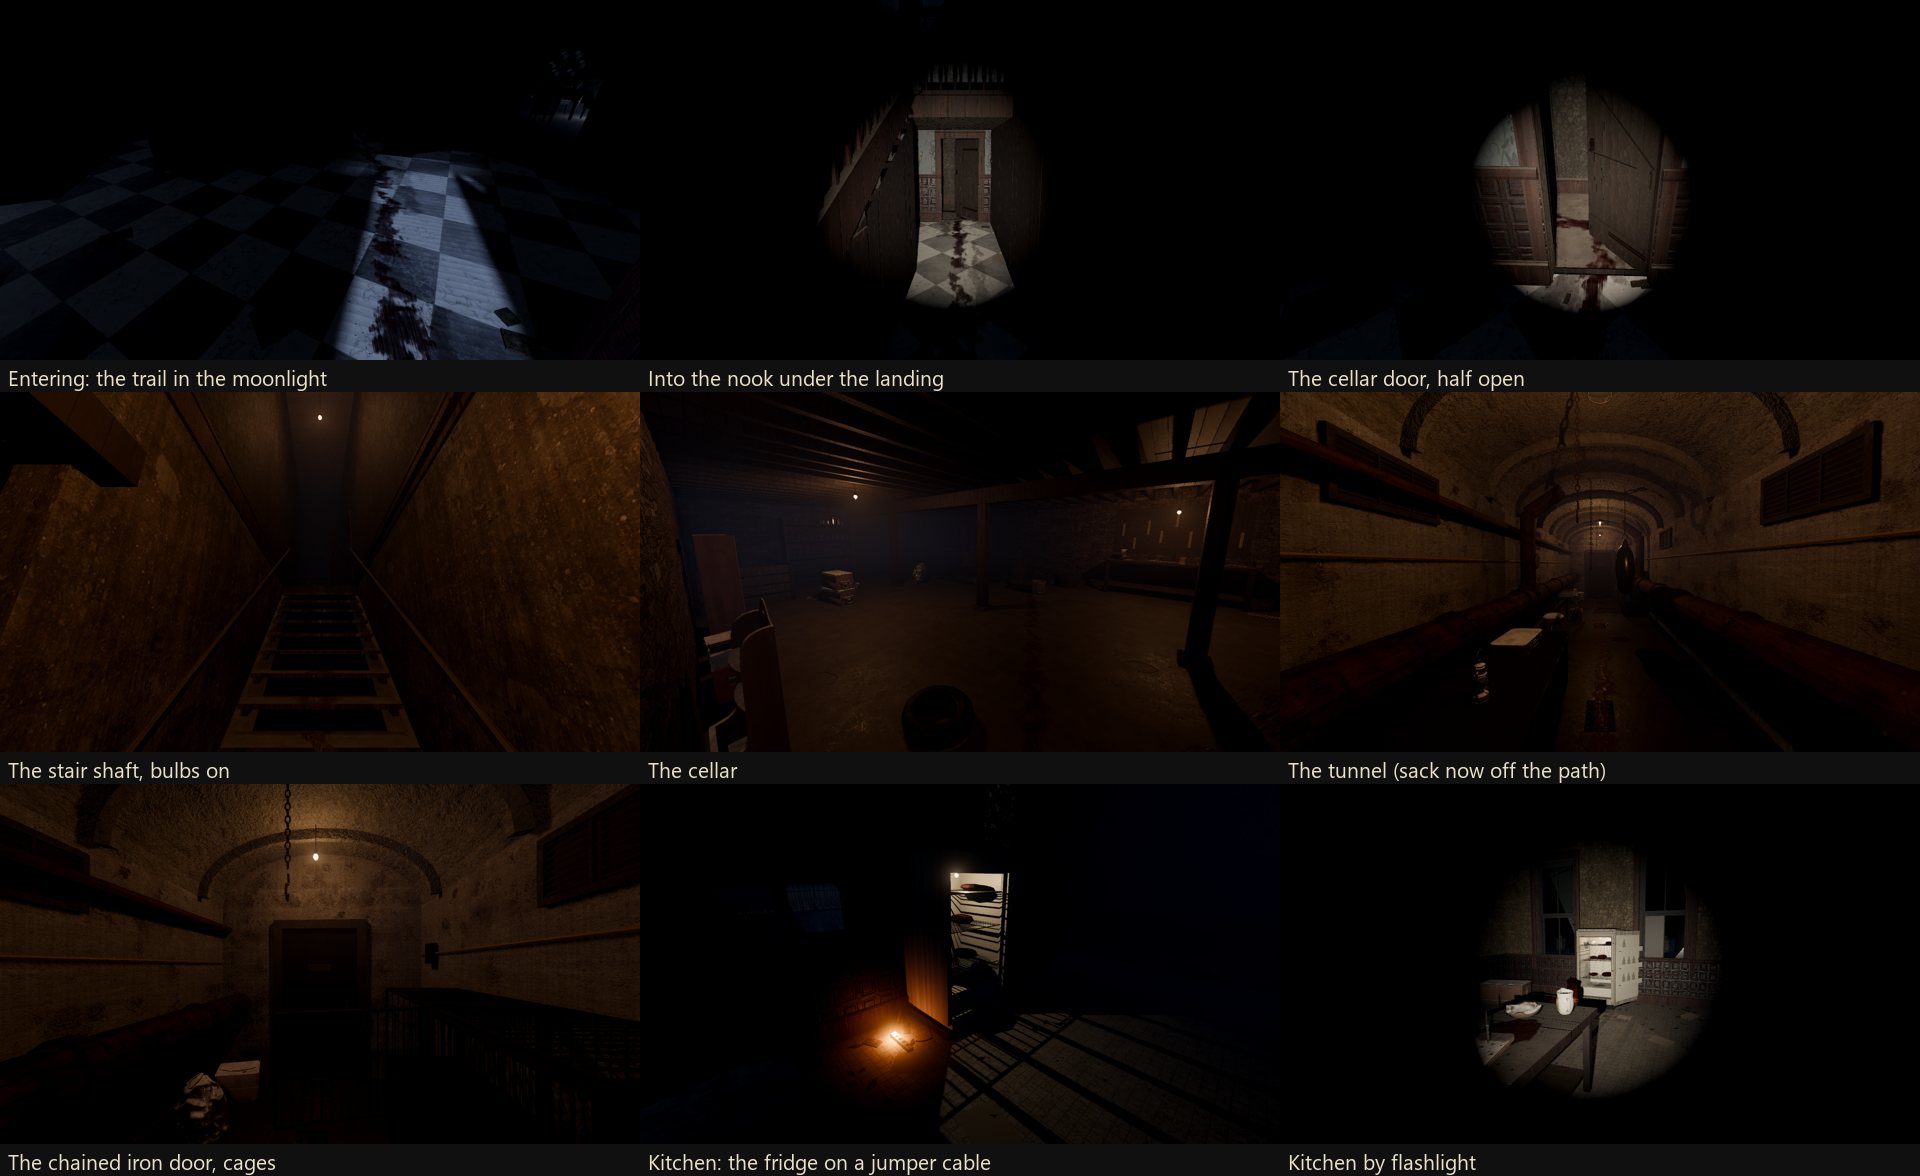 Entering: the trail in the moonlight
Into the nook under the landing
The cellar door, half open
The stair shaft, bulbs on
The cellar
The tunnel (sack now off the path)
The chained iron door, cages
Kitchen: the fridge on a jumper cable
Kitchen by flashlight